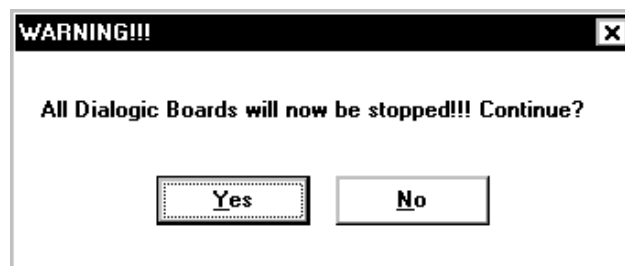 WARNING!!!
All Dialogic Boards will now be stopped!!! Continue?
Yes No